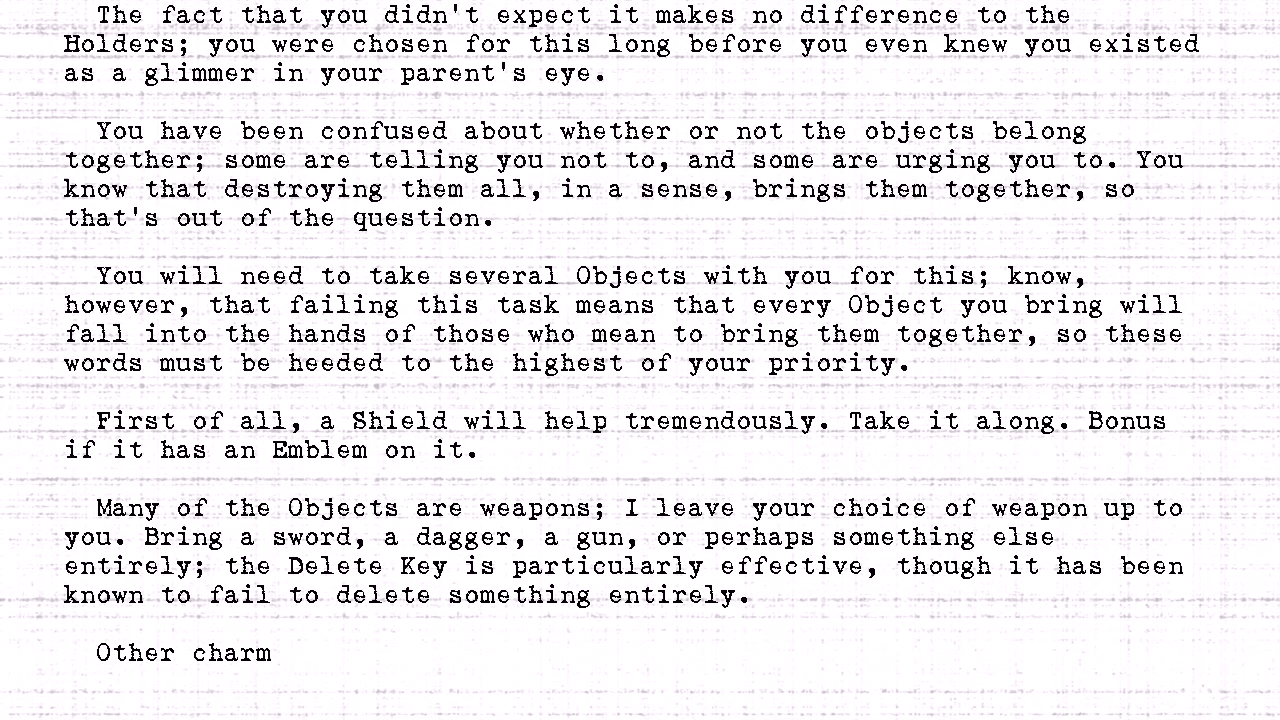 The fact that you didn't expect it makes no difference to the
Holders; you were chosen for this long before you even knew you existed
as a glimmer in your parent's eye.
You have been confused about whether or not the objects belong
together; some are telling you not to, and some are urging you to. You
know that destroying them all, in a sense, brings them together, so
that's out of the question.
You will need to take several Objects with you for this; know,
however, that failing this task means that every Object you bring will
fall into the hands of those who mean to bring them together, so these
words must be heeded to the highest of your priority.
First of all, a Shield will help tremendously. Take it along. Bonus
if it has an Emblem on it.
Many of the Objects are weapons; I leave your choice of weapon up to
you. Bring a sword, a dagger, a gun, or perhaps something else
entirely; the Delete Key is particularly effective, though it has been
known to fail to delete something entirely.
Other charm